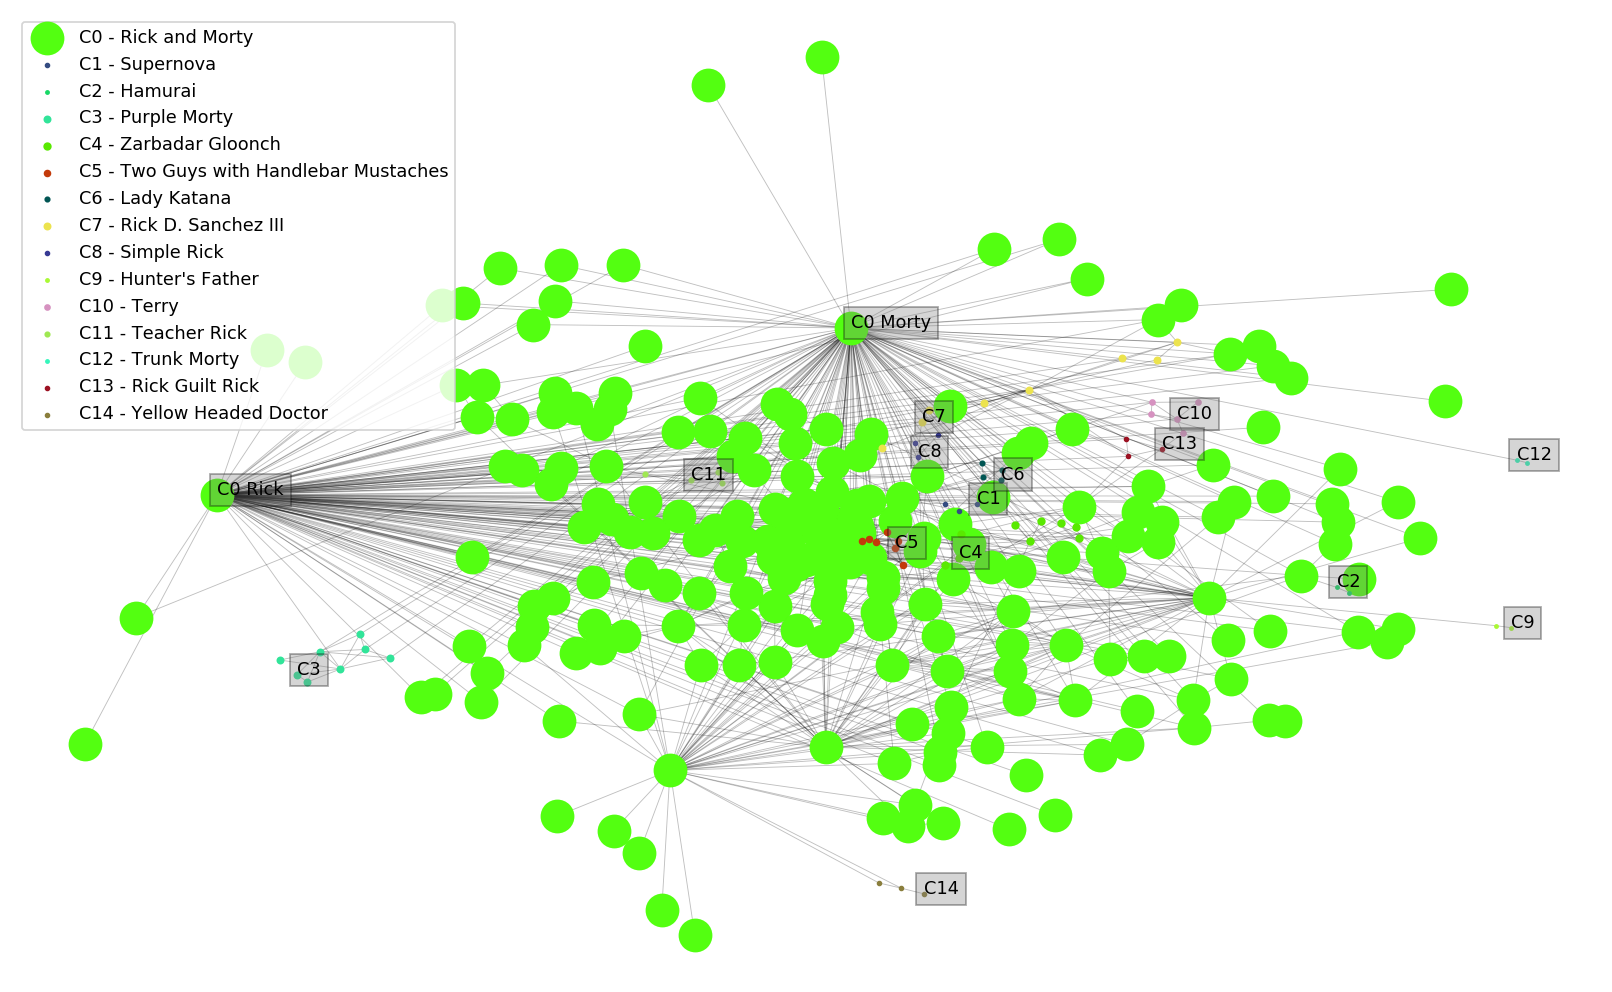 C0 - Rick and Morty
C1 - Supernova
C2 - Hamurai
C3 - Purple Morty
C4 - Zarbadar Gloonch
C5 - Two Guys with Handlebar Mustaches
C6 - Lady Katana
C7 - Rick D. Sanchez III
C8 - Simple Rick
C9 - Hunter's Father
C10 - Terry
C11 - Teacher Rick
C12 - Trunk Morty
C13 - Rick Guilt Rick
C14 - Yellow Headed Doctor
C0 Morty
C7
C10
C13
C8
C12
C11
C6
C0 Rick
C1
C5
C4
C2
C9
C3
C14